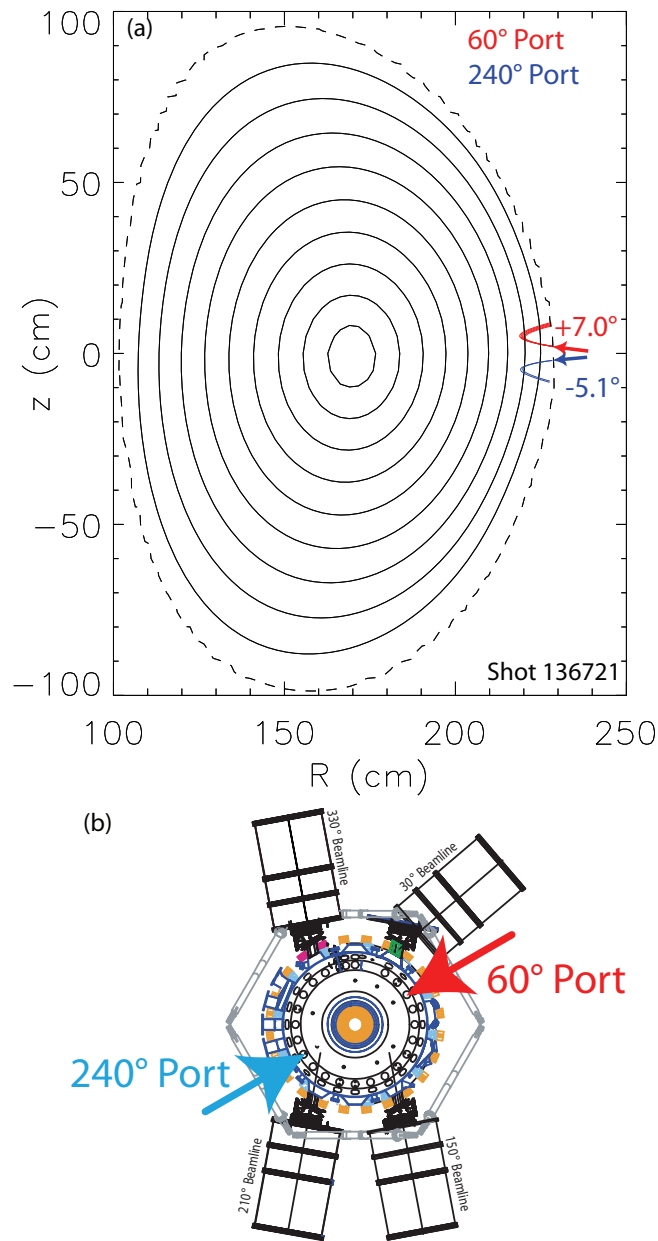 (a)
60° Port
240° Port
100
50
0
−50
−100
z (cm)
+7.0°
-5.1°
Shot 136721
100
150
200
250
R (cm)
(b)
330° Beamline
30° Beamline
60° Port
240° Port
210° Beamline
150° Beamline